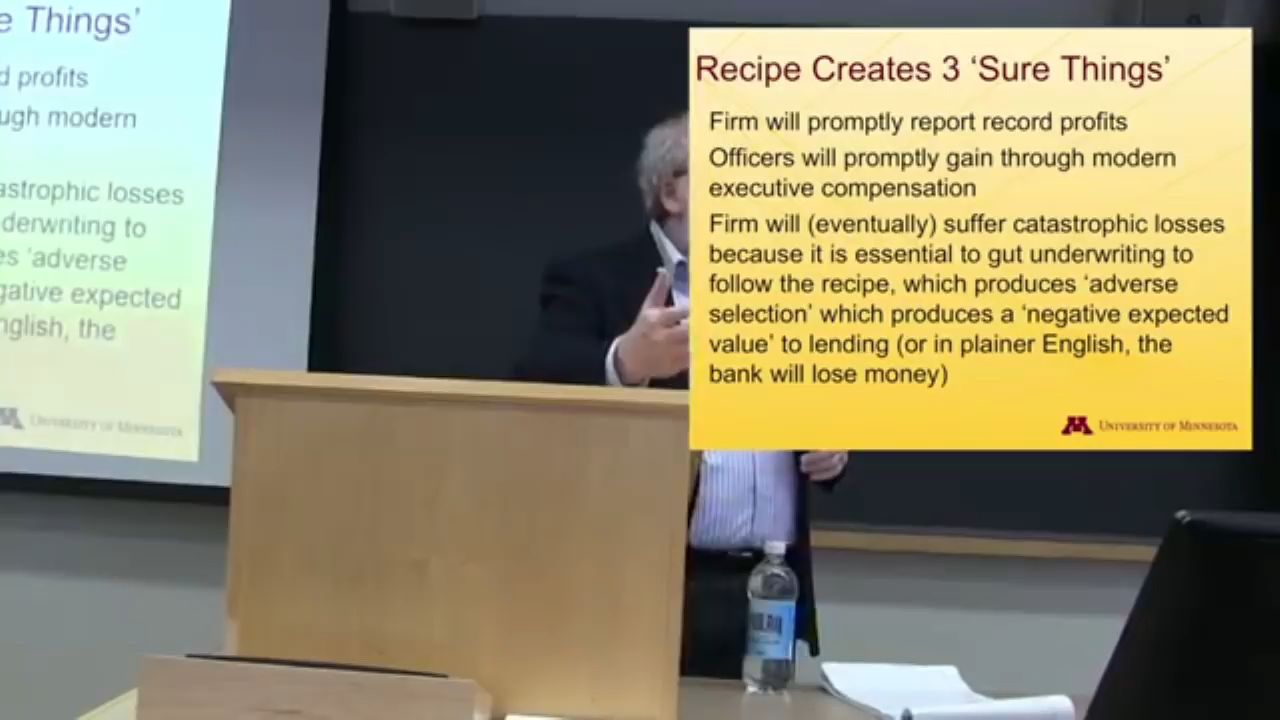 e Things’
d profits
ugh modern
astrophic losses
derwriting to
es ‘adverse
gative expected
nglish, the
UNIVERSITY OF MINNESOTA
Recipe Creates 3 ‘Sure Things’
Firm will promptly report record profits
Officers will promptly gain through modern
executive compensation
Firm will (eventually) suffer catastrophic losses
because it is essential to gut underwriting to
follow the recipe, which produces ‘adverse
selection’ which produces a ‘negative expected
value’ to lending (or in plainer English, the
bank will lose money)
M UNIVERSITY OF MINNESOTA